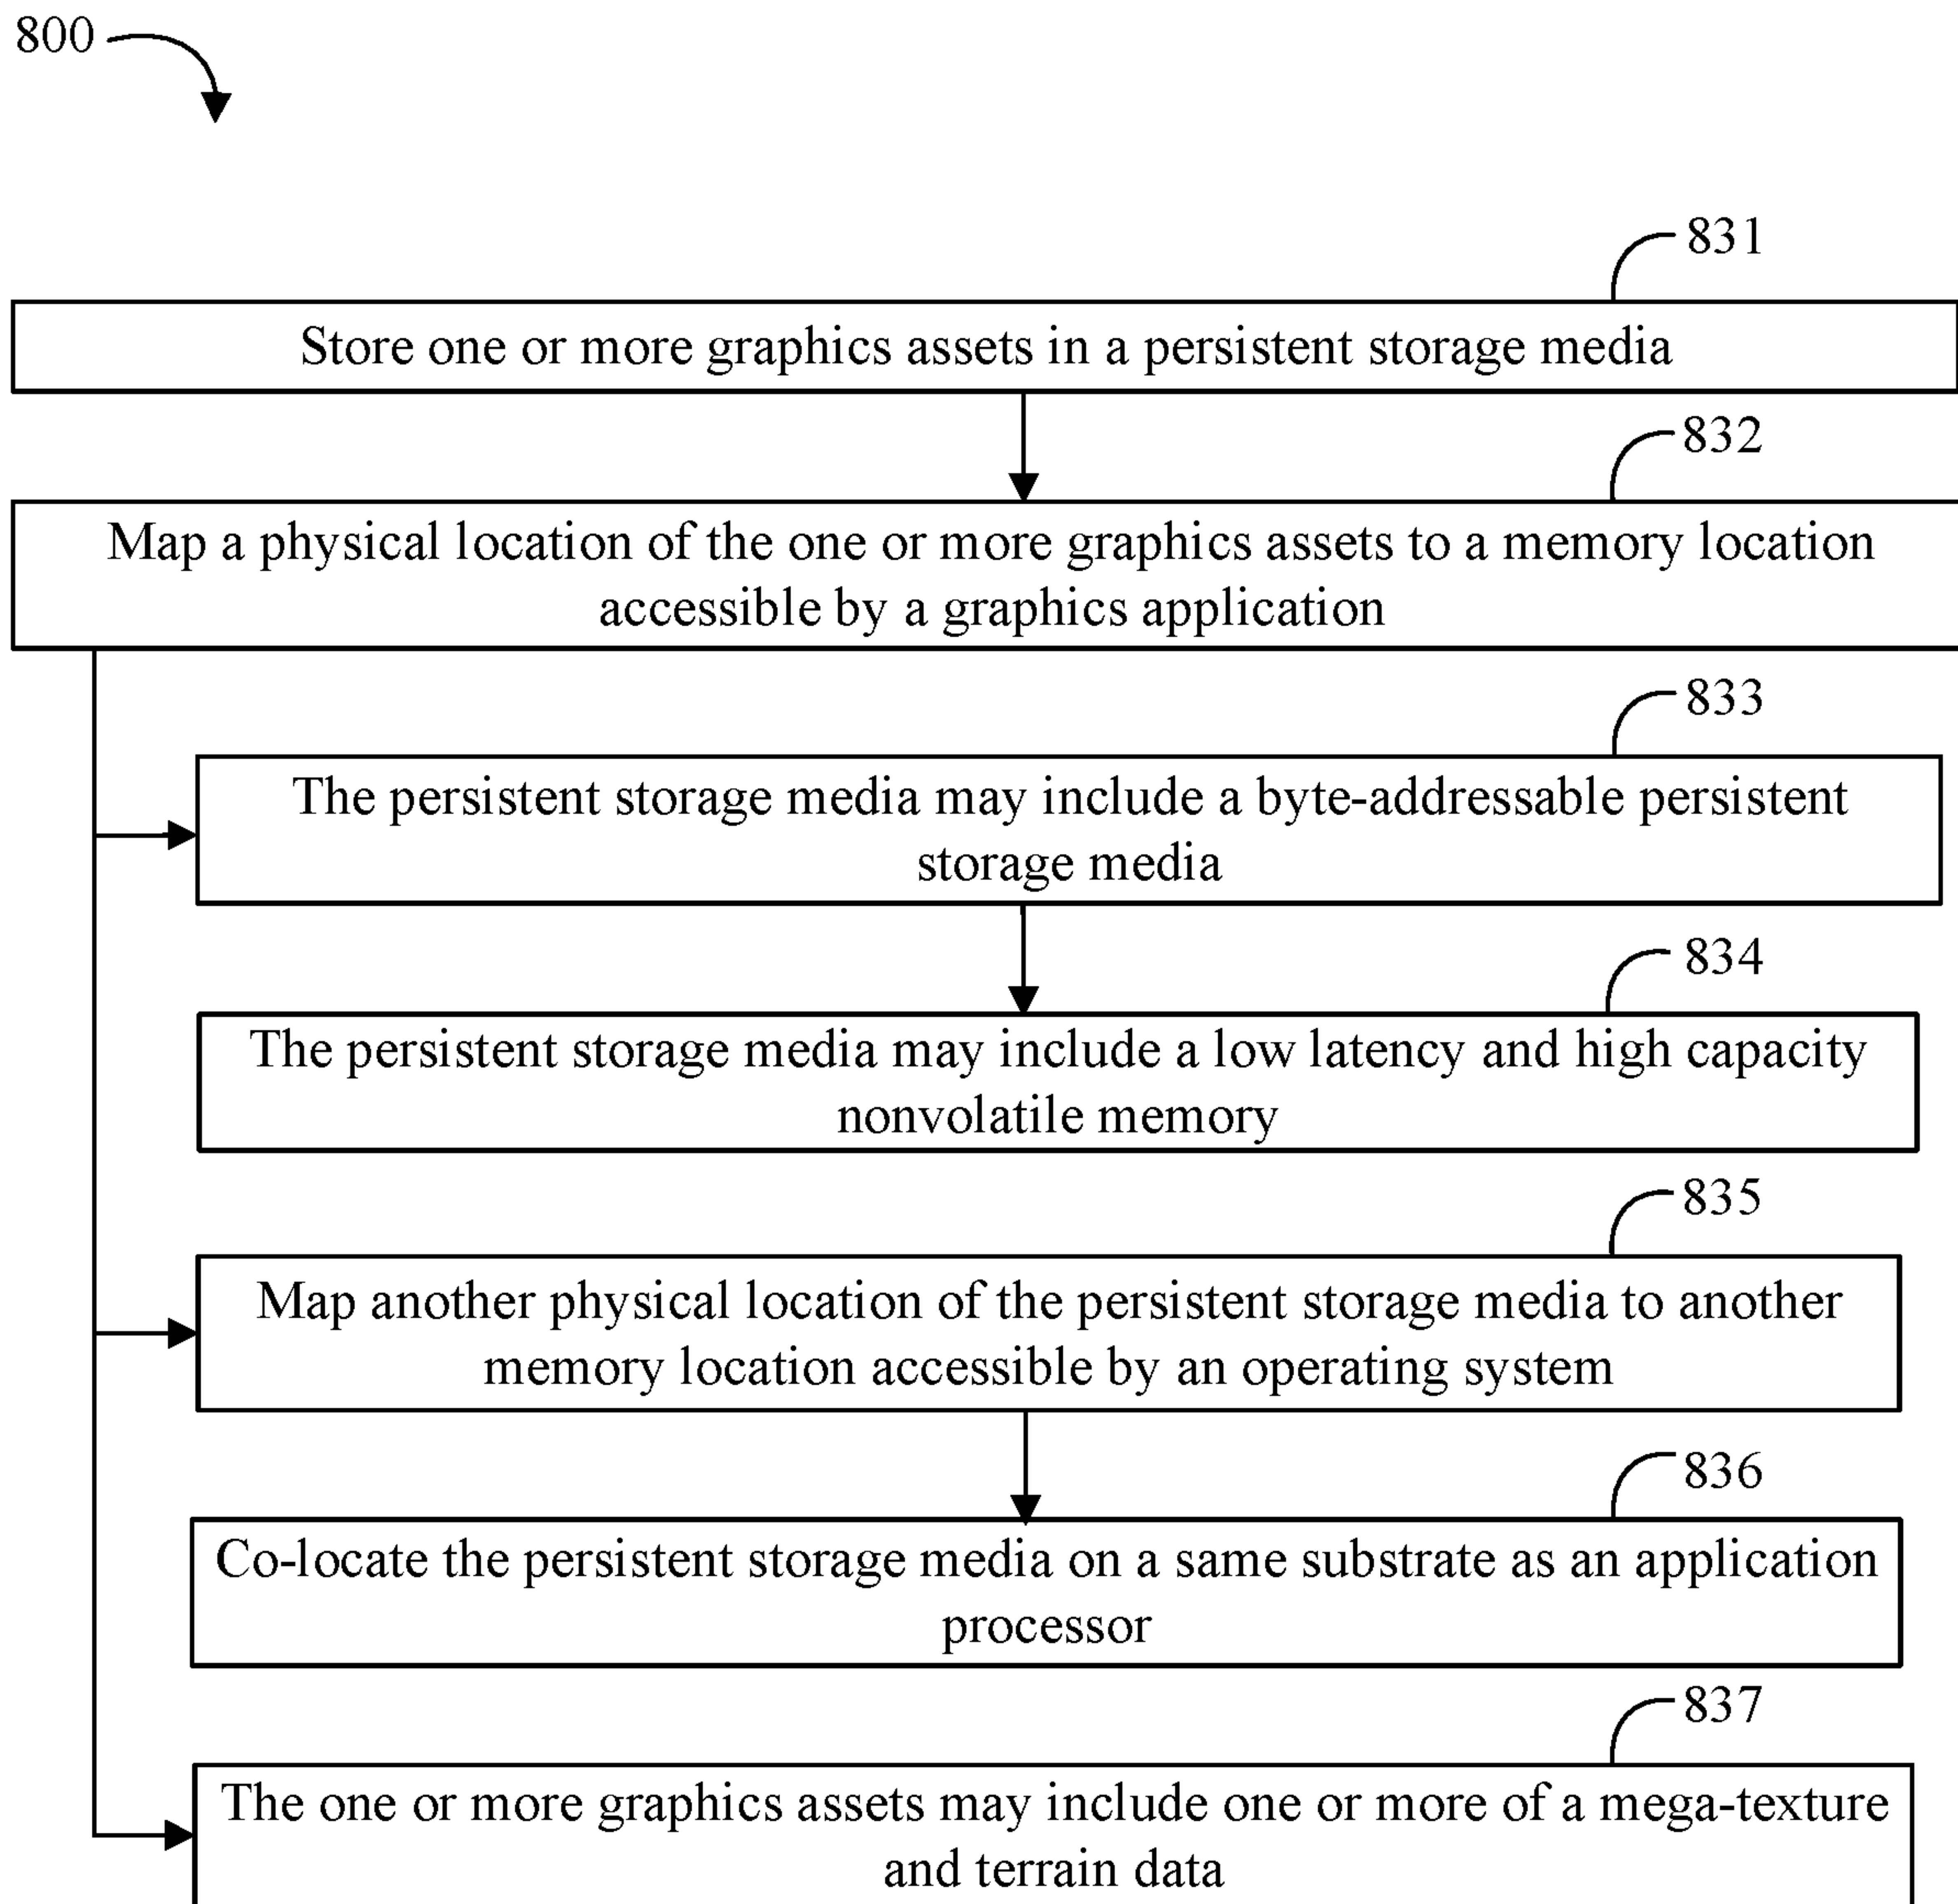 800
831
Store one or more graphics assets in a persistent storage media
832
Map a physical location of the one or more graphics assets to a memory location
accessible by a graphics application
833
The persistent storage media may include a byte-addressable persistent
storage media
834
The persistent storage media may include a low latency and high capacity
nonvolatile memory
835
Map another physical location of the persistent storage media to another
memory location accessible by an operating system
836
Co-locate the persistent storage media on a same substrate as an application
processor
837
The one or more graphics assets may include one or more of a mega-texture
and terrain data